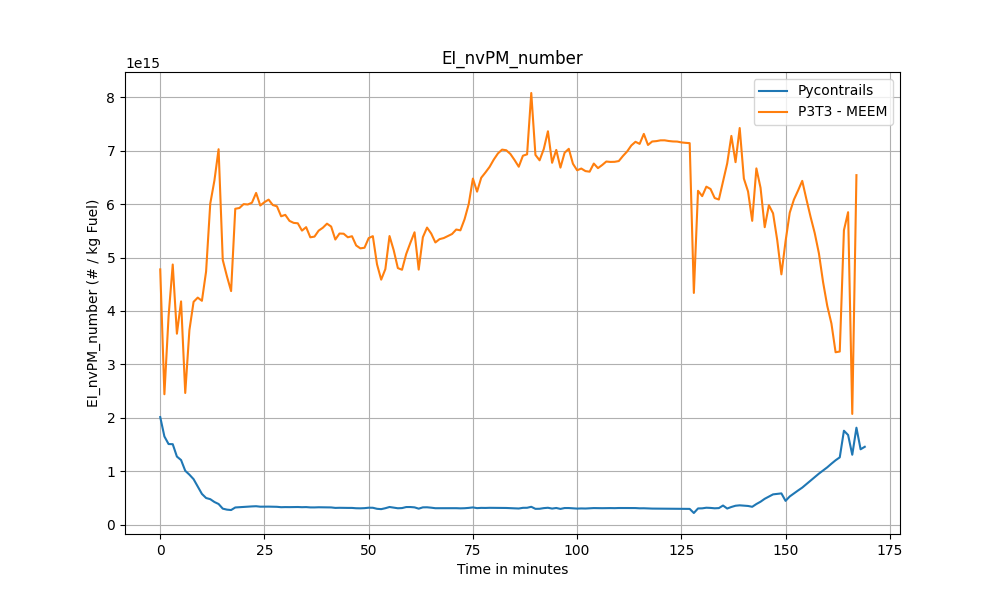 EI_nvPM_number
1e15
Pycontrails
P3T3 - MEEM
EI_nvPM_number (# / kg Fuel)
8
7
6
5
4
3
2
1
0
0 25 50 75 100 125 150 175
Time in minutes